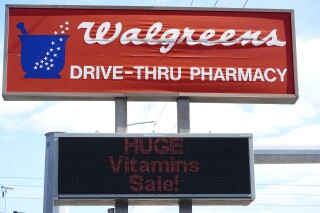 Walgreens
DRIVE-THRU PHARMACY
HUGE
Vitamins
Sale!